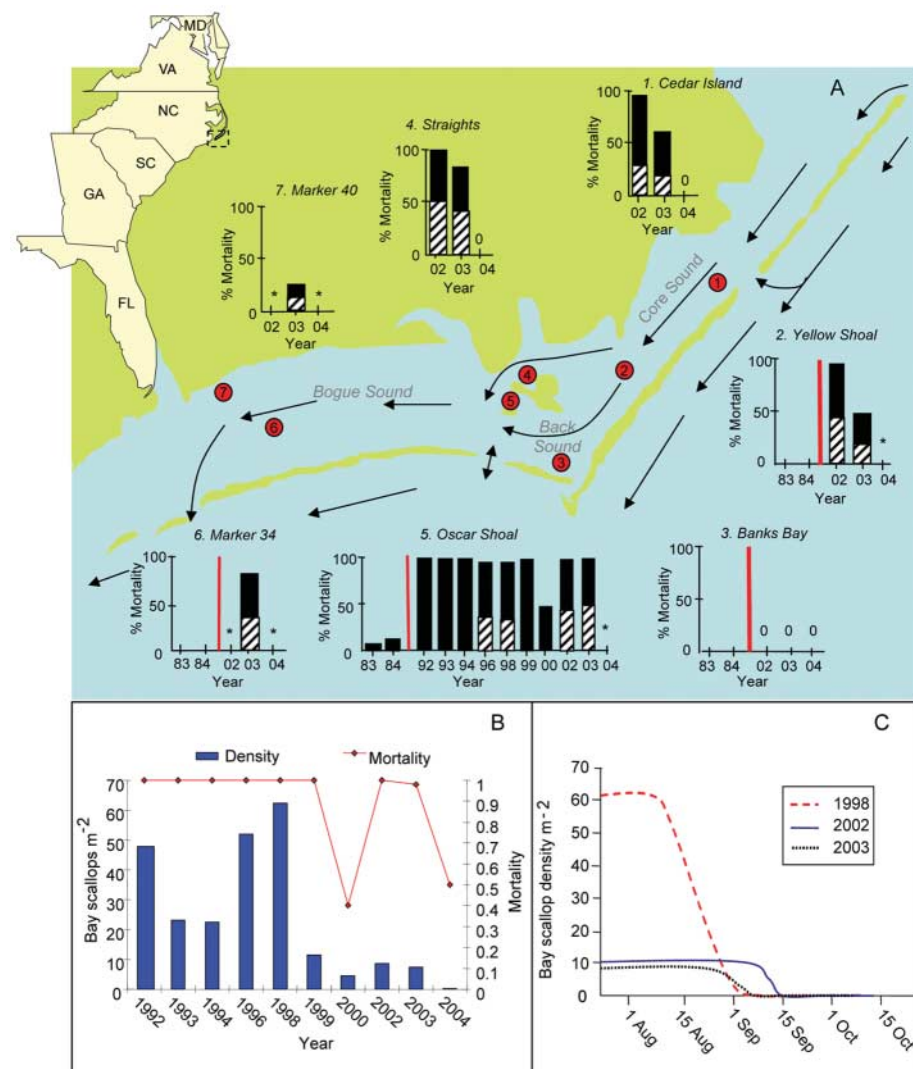 MD
VA
NC
SC
GA
FL
A
1. Cedar Island
100
50
0
% Mortality
0
02 03 04
Year
4. Straights
100
50
0
% Mortality
0
02 03 04
Year
7. Marker 40
100
50
0
% Mortality
* *
02 03 04
Year
Core Sound
Bogue Sound
Back
Sound
1
2
3
4
5
6
7
2. Yellow Shoal
100
50
0
% Mortality
*
83 84 02 03 04
Year
6. Marker 34
100
50
0
% Mortality
* *
83 84 02 03 04
Year
5. Oscar Shoal
100
50
0
% Mortality
*
83 84 92 93 94 96 98 99 00 02 03 04
Year
3. Banks Bay
100
50
0
% Mortality
0 0 0
83 84 02 03 04
Year
B
Density Mortality
70
60
50
40
30
20
10
0
Bay scallops m-2
1
0.9
0.8
0.7
0.6
0.5
0.4
0.3
0.2
0.1
0
Mortality
1992 1993 1994 1996 1998 1999 2000 2002 2003 2004
Year
C
70
60
50
40
30
20
10
0
Bay scallop density m-2
1998
2002
2003
1 Aug 15 Aug 1 Sep 15 Sep 1 Oct 15 Oct